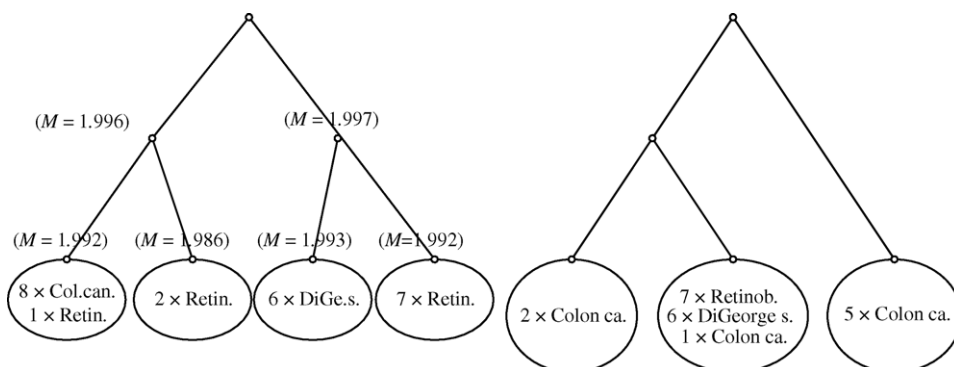 (M = 1.996)
(M = 1.997)
(M = 1.992)
(M = 1.986)
(M = 1.993)
(M=1.992)
8 × Col.can.
1 × Retin.
2 × Retin.
6 × DiGe.s.
7 × Retin.
2 × Colon ca.
7 × Retinob.
6 × DiGeorge s.
1 × Colon ca.
5 × Colon ca.